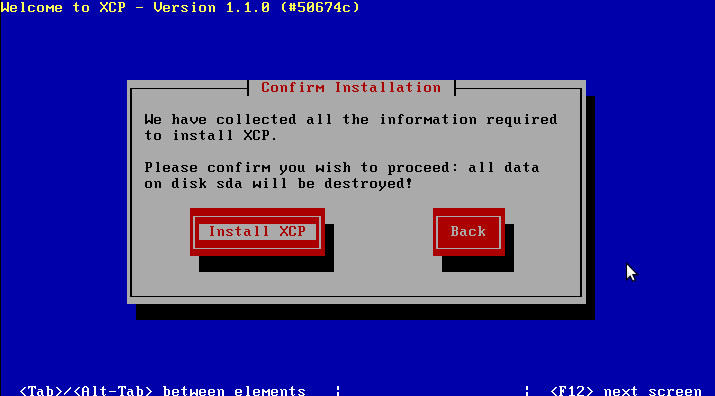 Welcome to XCP - Version 1.1.0 (#50674c)
Confirm Installation
We have collected all the information required
to install XCP.
Please confirm you wish to proceed: all data
on disk sda will be destroyed!
Install XCP
Back
<Tab>/<Alt-Tab> between elements | | <F12> next screen